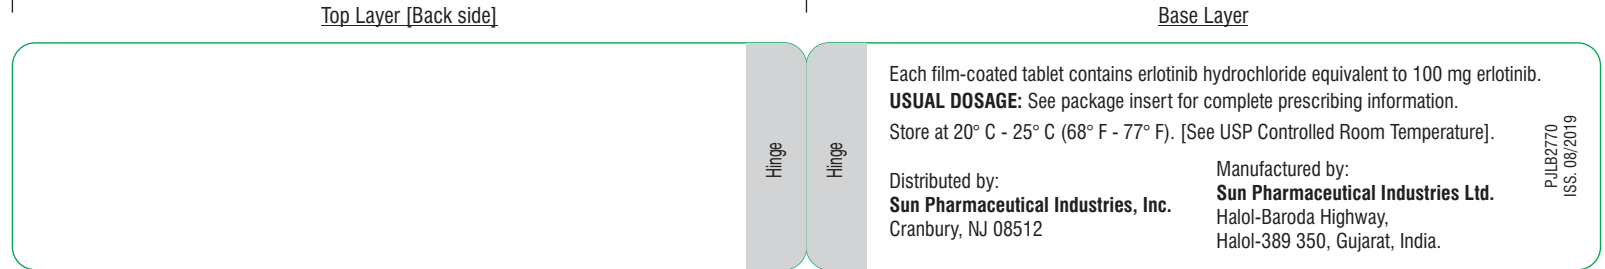 Top Layer [Back side]
Base Layer
Hinge
Hinge
Each film-coated tablet contains erlotinib hydrochloride equivalent to 100 mg erlotinib.
USUAL DOSAGE: See package insert for complete prescribing information.
Store at 20° C - 25° C (68° F - 77° F). [See USP Controlled Room Temperature].
Distributed by:
Sun Pharmaceutical Industries, Inc.
Cranbury, NJ 08512
Manufactured by:
Sun Pharmaceutical Industries Ltd.
Halol-Baroda Highway,
Halol-389 350, Gujarat, India.
PJLB2770
ISS. 08/2019